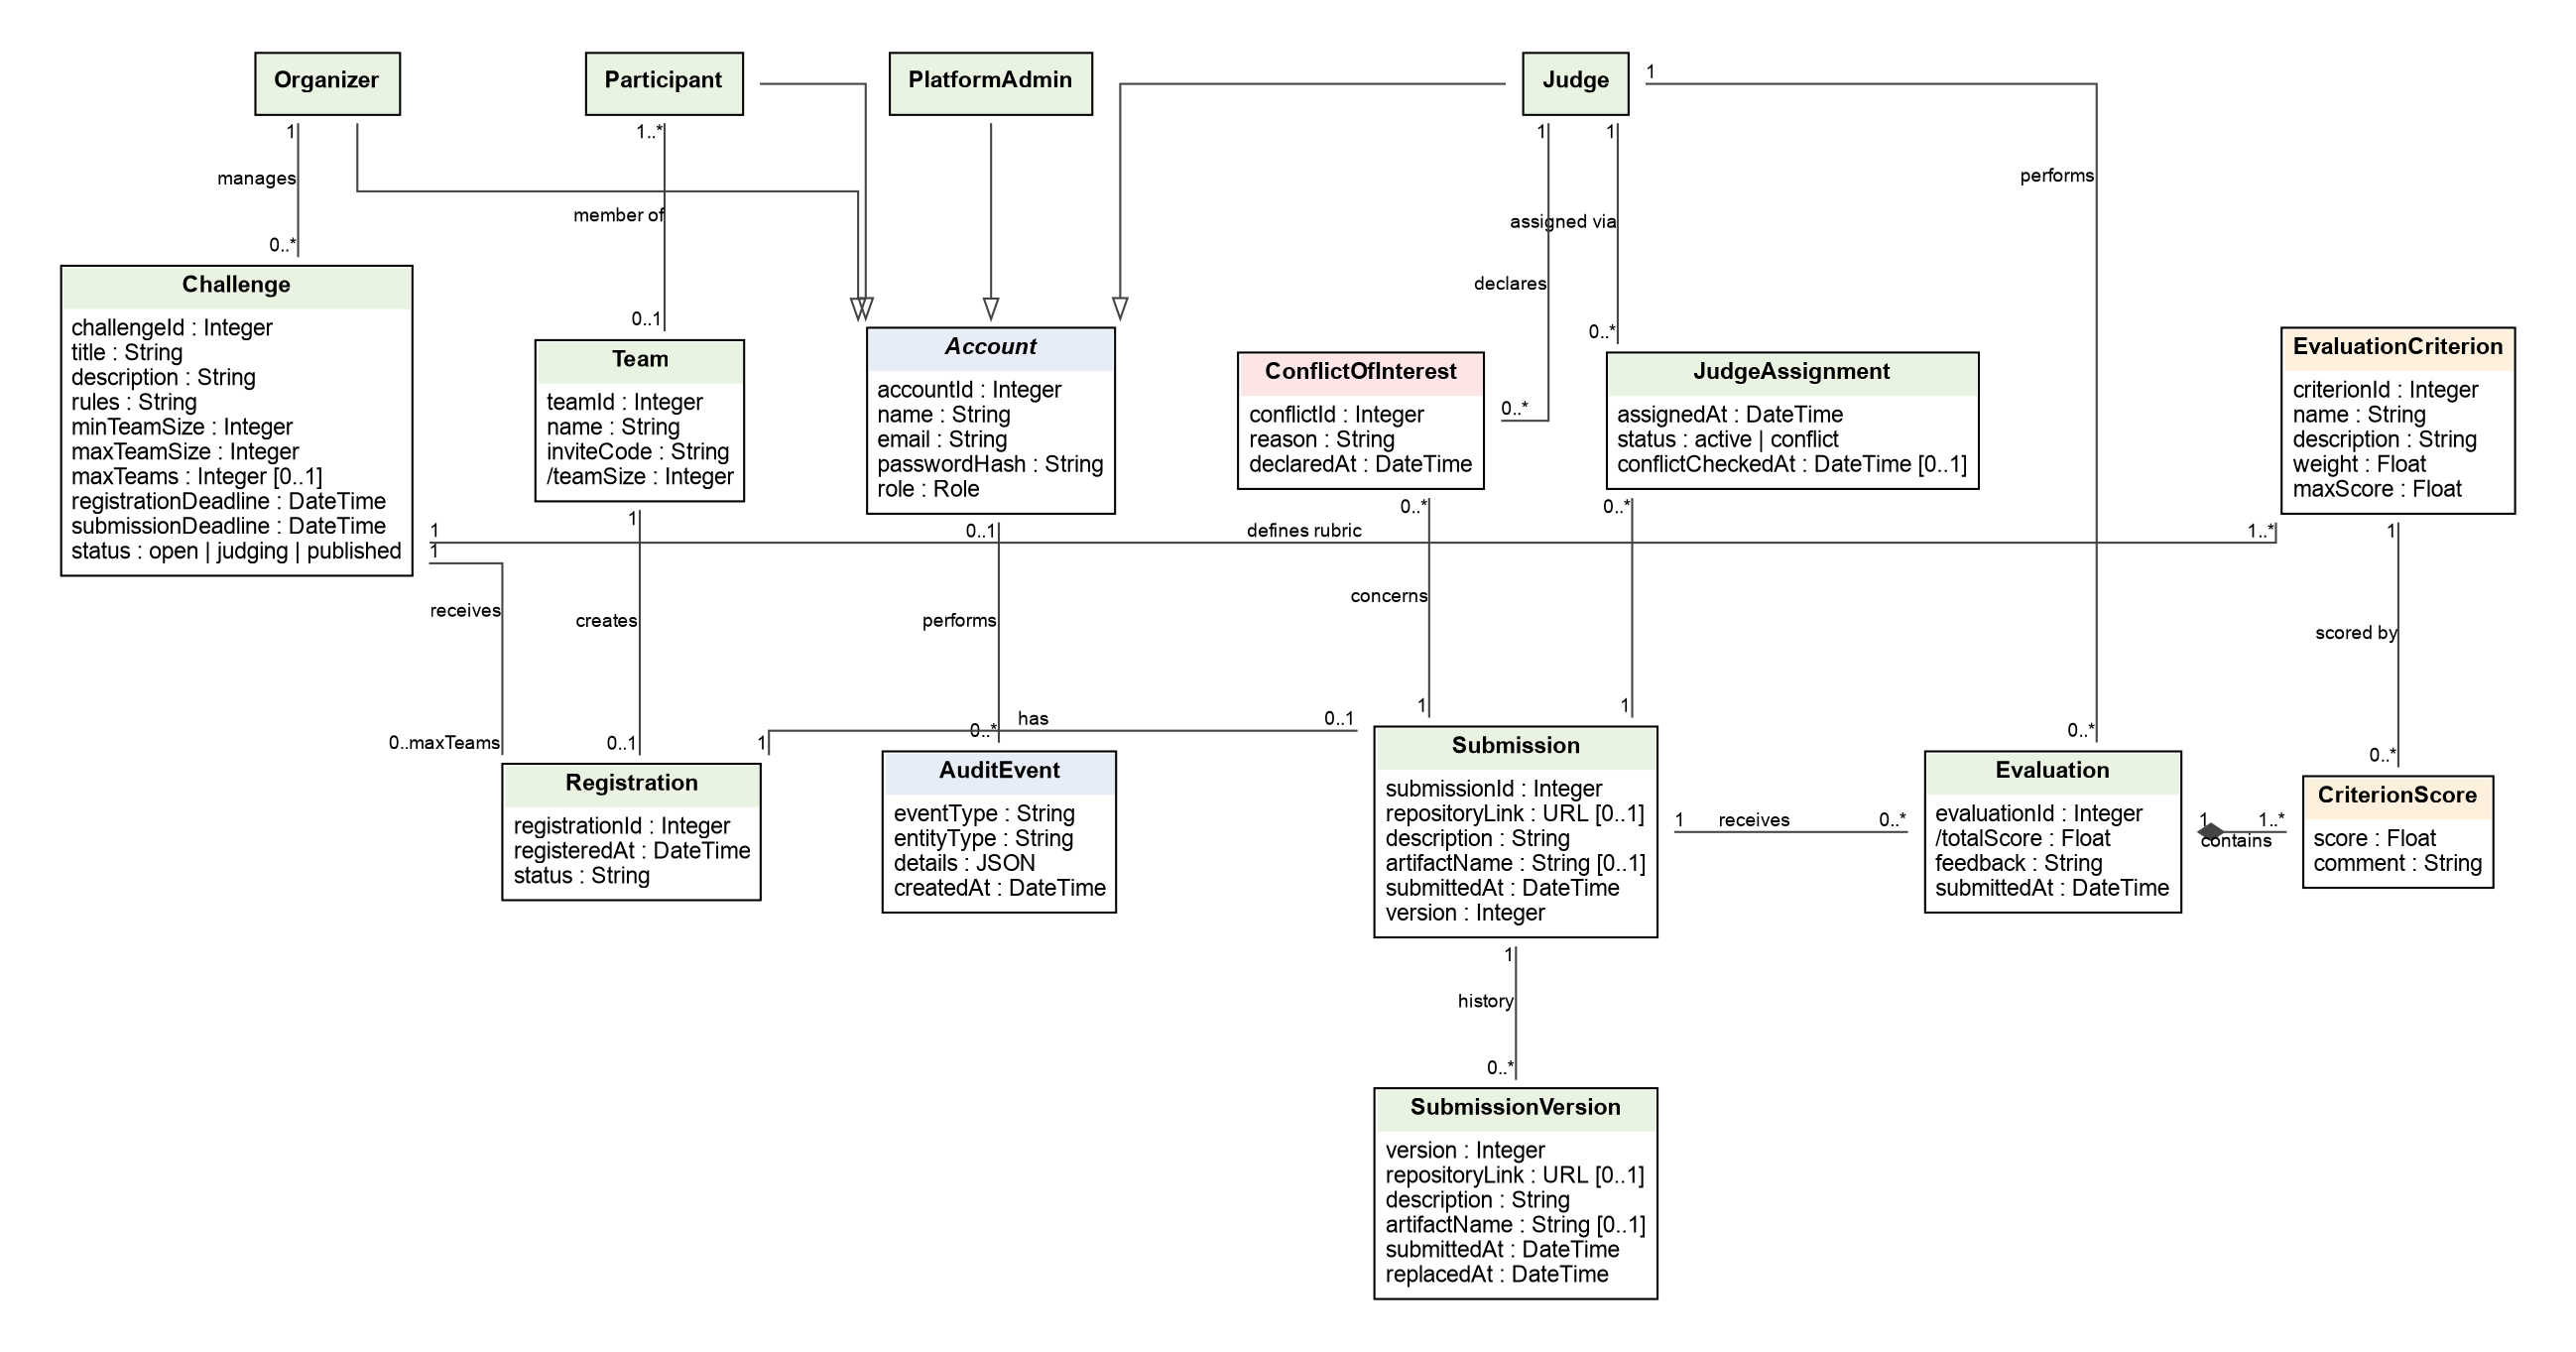 Organizer
Participant
PlatformAdmin
Judge
1
1
1..*
1
1
manages
performs
member of
assigned via
0..*
declares
0..1
0..*
Challenge
challengeId : Integer
title : String
description : String
rules : String
minTeamSize : Integer
maxTeamSize : Integer
maxTeams : Integer [0..1]
registrationDeadline : DateTime
submissionDeadline : DateTime
status : open | judging | published
Team
teamId : Integer
name : String
inviteCode : String
/teamSize : Integer
Account
accountId : Integer
name : String
email : String
passwordHash : String
role : Role
ConflictOfInterest
conflictId : Integer
reason : String
declaredAt : DateTime
0..*
JudgeAssignment
assignedAt : DateTime
status : active | conflict
conflictCheckedAt : DateTime [0..1]
EvaluationCriterion
criterionId : Integer
name : String
description : String
weight : Float
maxScore : Float
0..*
0..*
1
1
0..1
defines rubric
1..*
1
1
receives
creates
performs
concerns
scored by
1
1
has
0..1
0..*
0..*
0..maxTeams
0..1
1
0..*
Registration
registrationId : Integer
registeredAt : DateTime
status : String
AuditEvent
eventType : String
entityType : String
details : JSON
createdAt : DateTime
Submission
submissionId : Integer
repositoryLink : URL [0..1]
description : String
artifactName : String [0..1]
submittedAt : DateTime
version : Integer
1
receives
0..*
Evaluation
evaluationId : Integer
/totalScore : Float
feedback : String
submittedAt : DateTime
1
1..*
contains
CriterionScore
score : Float
comment : String
1
history
0..*
SubmissionVersion
version : Integer
repositoryLink : URL [0..1]
description : String
artifactName : String [0..1]
submittedAt : DateTime
replacedAt : DateTime